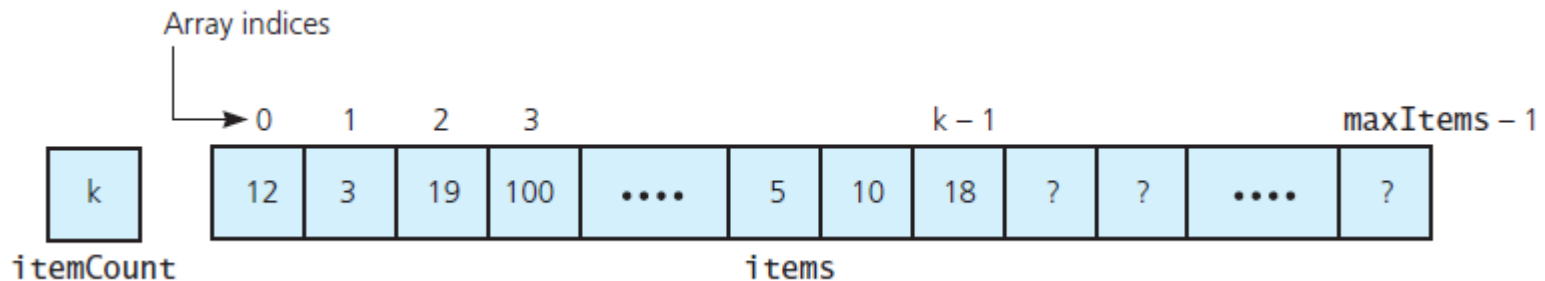 Array indices
0 1 2 3 k – 1 maxItems – 1
k 12 3 19 100 •••• 5 10 18 ? ? •••• ?
itemCount items